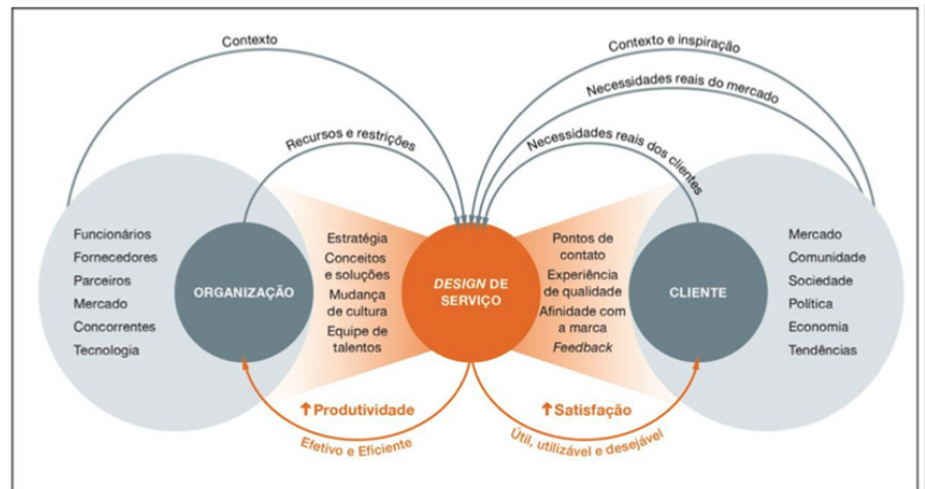 Contexto
Contexto e inspiração
Necessidades reais do mercado
Recursos e restrições
Necessidades reais dos clientes
Funcionários
Fornecedores
Parceiros
Mercado
Concorrentes
Tecnologia
ORGANIZAÇÃO
Estratégia
Conceitos
e soluções
Mudança
de cultura
Equipe de
talentos
DESIGN DE
SERVIÇO
Pontos de
contato
Experiência
de qualidade
Afinidade com
a marca
Feedback
CLIENTE
Mercado
Comunidade
Sociedade
Política
Economia
Tendências
Produtividade
Efetivo e Eficiente
Satisfação
Útil, utilizável e desejável